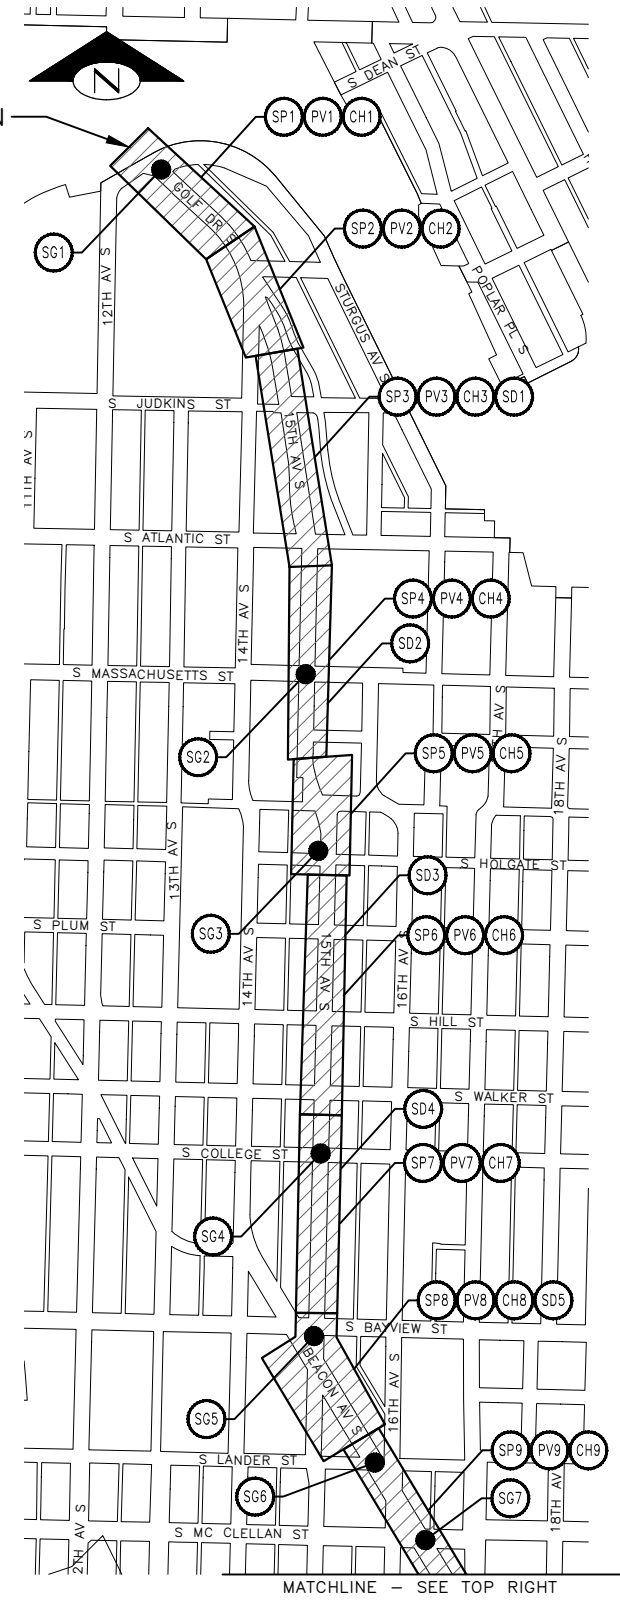 S DEAN ST
N
N
SP1 PV1 CH1
GOLF DR S
SP2 PV2 CH2
SG1
12TH AV S
POPLAR PL S
STURGUS AV S
SP3 PV3 CH3 SD1
S JUDKINS ST
15TH AV S
11TH AV S
S ATLANTIC ST
14TH AV S
SP4 PV4 CH4
SD2
S MASSACHUSETTS ST
AV S
SG2
SP5 PV5 CH5
18TH AV S
13TH AV S
S HOLGATE ST
SD3
S PLUM ST
SG3
14TH AV S
15TH AV S
16TH AV S
SP6 PV6 CH6
S HILL ST
S WALKER ST
SD4
S COLLEGE ST
SP7 PV7 CH7
SG4
SP8 PV8 CH8 SD5
S BAYVIEW ST
BEACON AV S
16TH AV S
SG5
S LANDER ST
SP9 PV9 CH9
SG6
SG7
18TH AV
S MC CLELLAN ST
2TH AV S
MATCHLINE – SEE TOP RIGHT